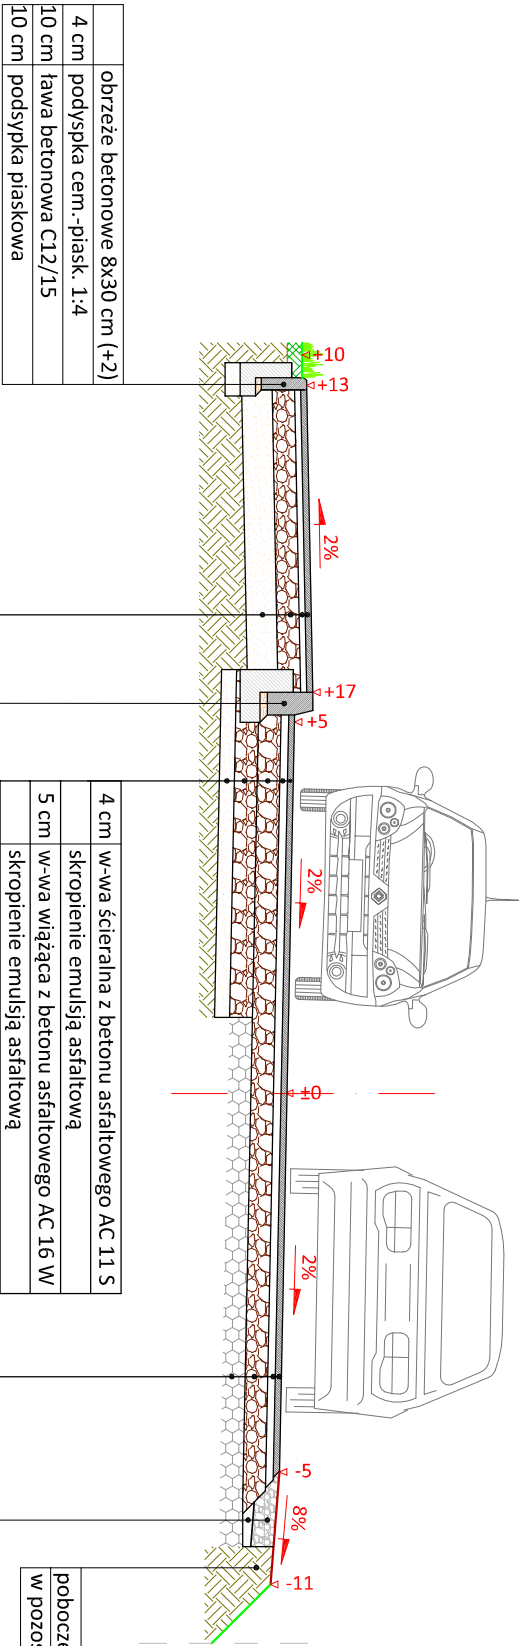 obrzeże betonowe 8x30 cm (+2)
4 cm podyspka cem.-piask. 1:4
10 cm ława betonowa C12/15
10 cm podsypka piaskowa
+10
+13
2%
+17
+5
2%
±0
2%
-5
8%
-11
4 cm w-wa ścieralna z betonu asfaltowego AC 11 S
skropienie emulsją asfaltową
5 cm w-wa wiążąca z betonu asfaltowego AC 16 W
skropienie emulsją asfaltową
pobocze
w pozos